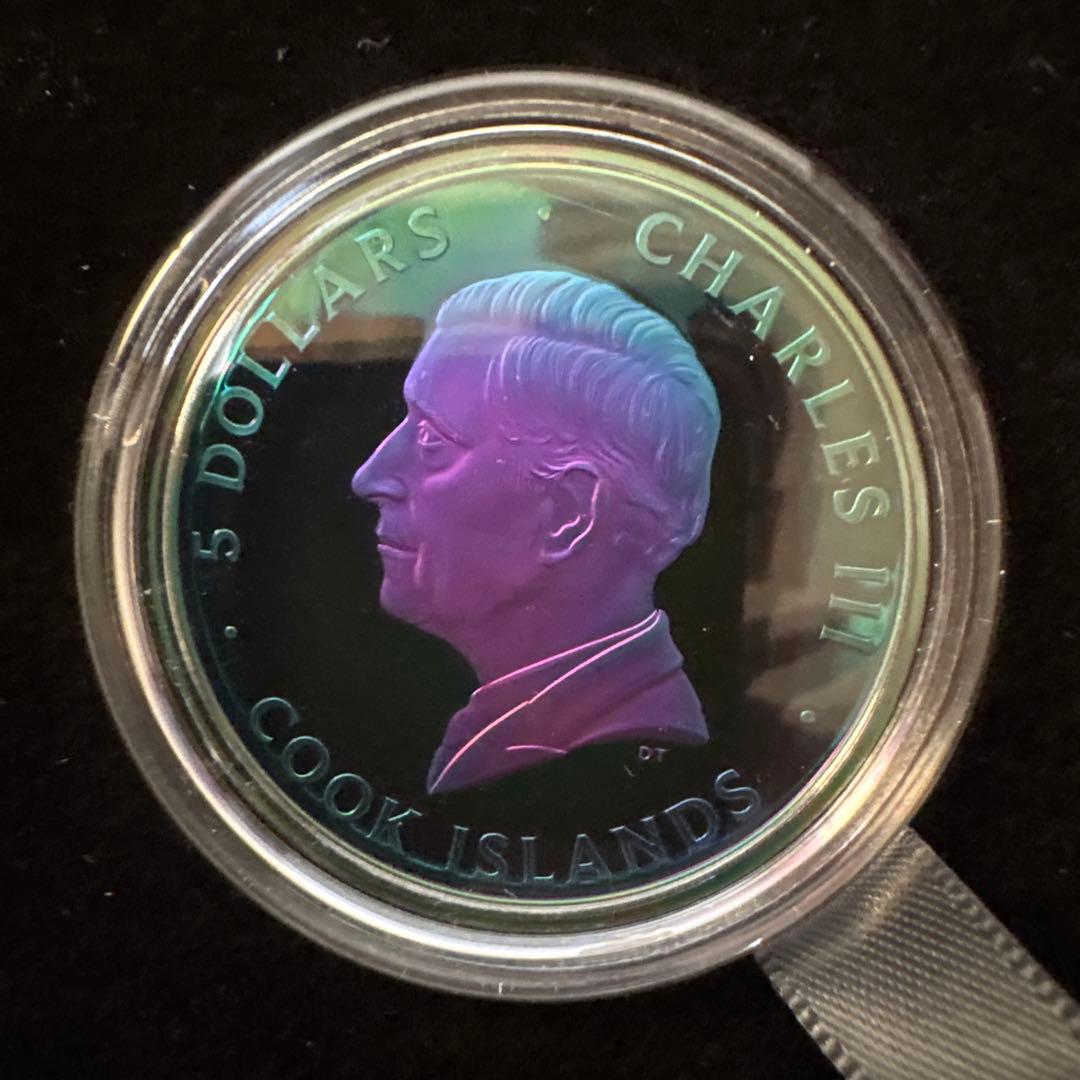 5 DOLLARS · CHARLES III ·
COOK ISLANDS ·
DT